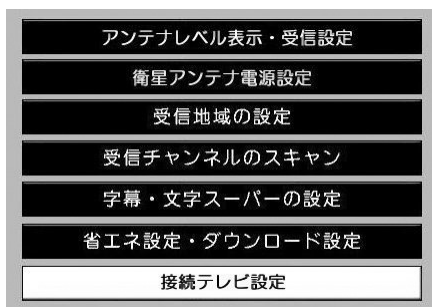 アンテナレベル表示・受信設定
衛星アンテナ電源設定
受信地域の設定
受信チャンネルのスキャン
字幕・文字スーパーの設定
省エネ設定・ダウンロード設定
接続テレビ設定